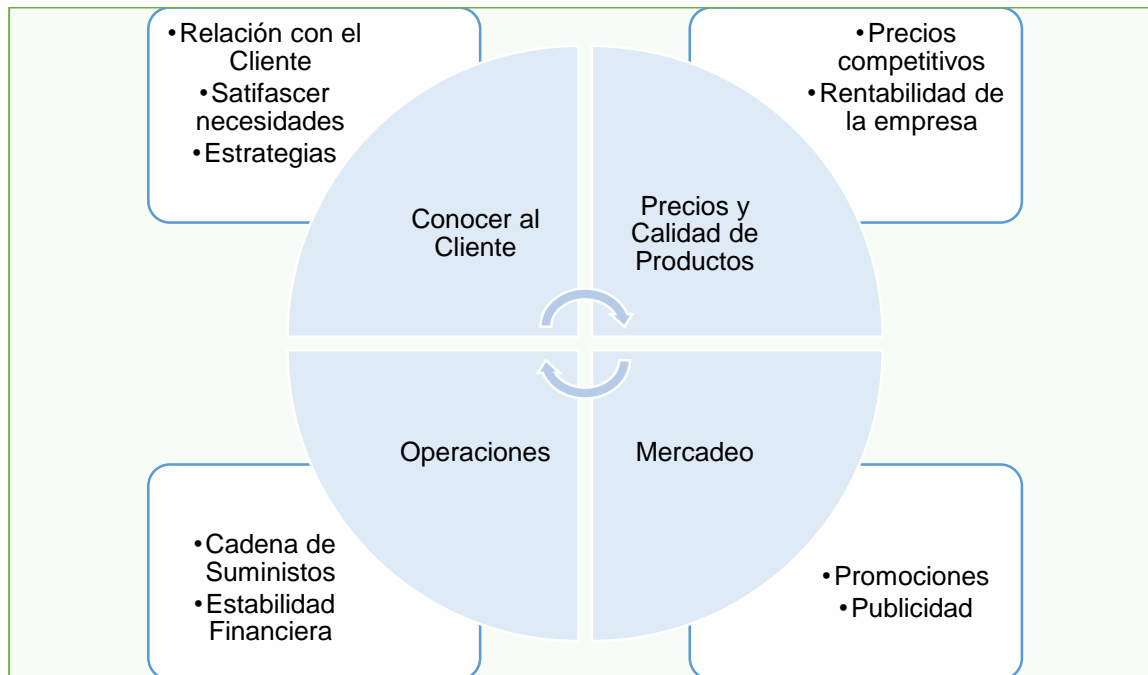 •Relación con el
Cliente
•Satifascer
necesidades
•Estrategias
•Precios
competitivos
•Rentabilidad de
la empresa
Conocer al
Cliente
Precios y
Calidad de
Productos
Operaciones
Mercadeo
•Cadena de
Suministos
•Estabilidad
Financiera
•Promociones
•Publicidad